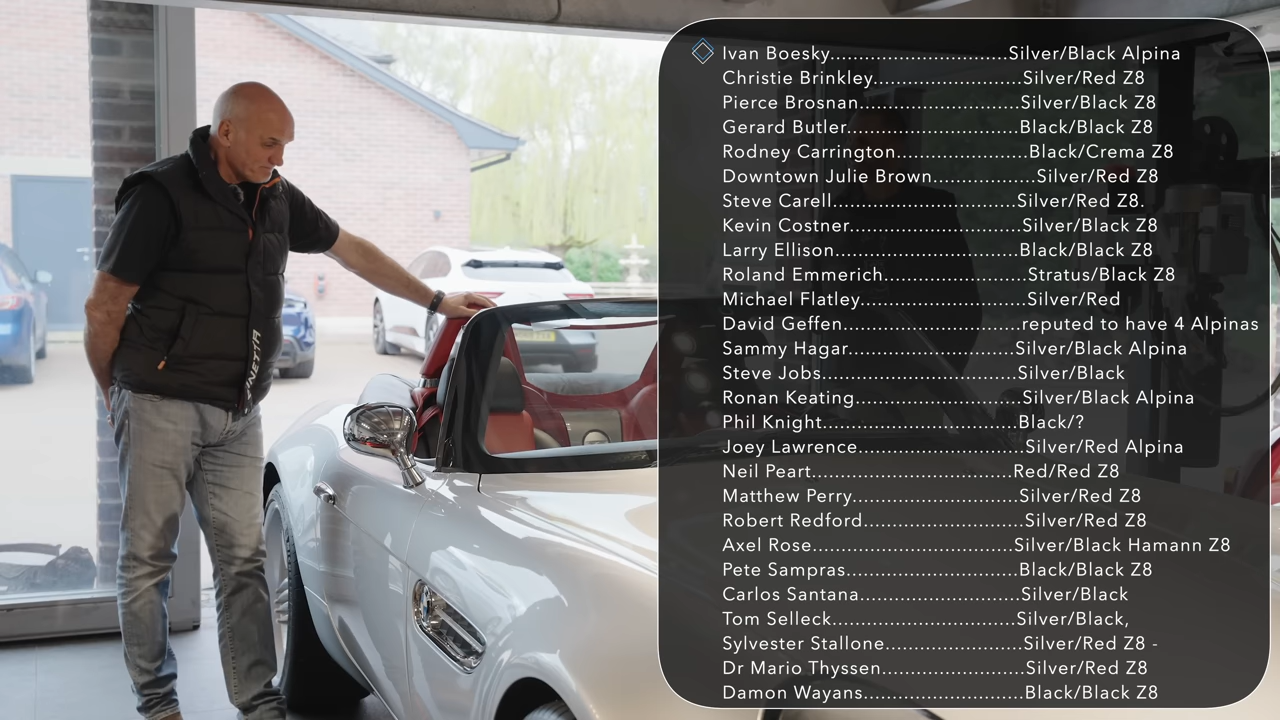 Ivan Boesky..............................Silver/Black Alpina
Christie Brinkley.........................Silver/Red Z8
Pierce Brosnan...........................Silver/Black Z8
Gerard Butler.............................Black/Black Z8
Rodney Carrington......................Black/Crema Z8
Downtown Julie Brown.................Silver/Red Z8
Steve Carell...............................Silver/Red Z8.
Kevin Costner.............................Silver/Black Z8
Larry Ellison...............................Black/Black Z8
Roland Emmerich........................Stratus/Black Z8
Michael Flatley............................Silver/Red
David Geffen..............................reputed to have 4 Alpinas
Sammy Hagar............................Silver/Black Alpina
Steve Jobs.................................Silver/Black
Ronan Keating............................Silver/Black Alpina
Phil Knight.................................Black/?
Joey Lawrence............................Silver/Red Alpina
Neil Peart..................................Red/Red Z8
Matthew Perry............................Silver/Red Z8
Robert Redford...........................Silver/Red Z8
Axel Rose..................................Silver/Black Hamann Z8
Pete Sampras.............................Black/Black Z8
Carlos Santana...........................Silver/Black
Tom Selleck...............................Silver/Black,
Sylvester Stallone.......................Silver/Red Z8 -
Dr Mario Thyssen........................Silver/Red Z8
Damon Wayans...........................Black/Black Z8